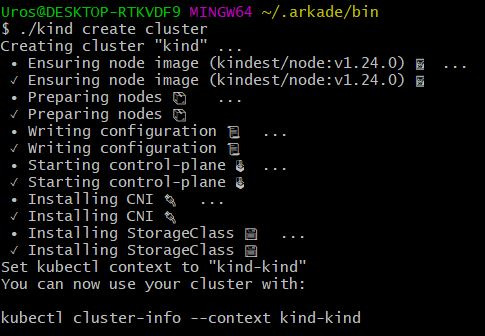 Uros@DESKTOP-RTKVDF9 MINGW64 ~/.arkade/bin
$ ./kind create cluster
Creating cluster "kind" ...
• Ensuring node image (kindest/node:v1.24.0) 🖼 ...
✓ Ensuring node image (kindest/node:v1.24.0) 🖼
• Preparing nodes 📦 ...
✓ Preparing nodes 📦
• Writing configuration 📜 ...
✓ Writing configuration 📜
• Starting control-plane 🕹️ ...
✓ Starting control-plane 🕹️
• Installing CNI 🔌 ...
✓ Installing CNI 🔌
• Installing StorageClass 💾 ...
✓ Installing StorageClass 💾
Set kubectl context to "kind-kind"
You can now use your cluster with:
kubectl cluster-info --context kind-kind